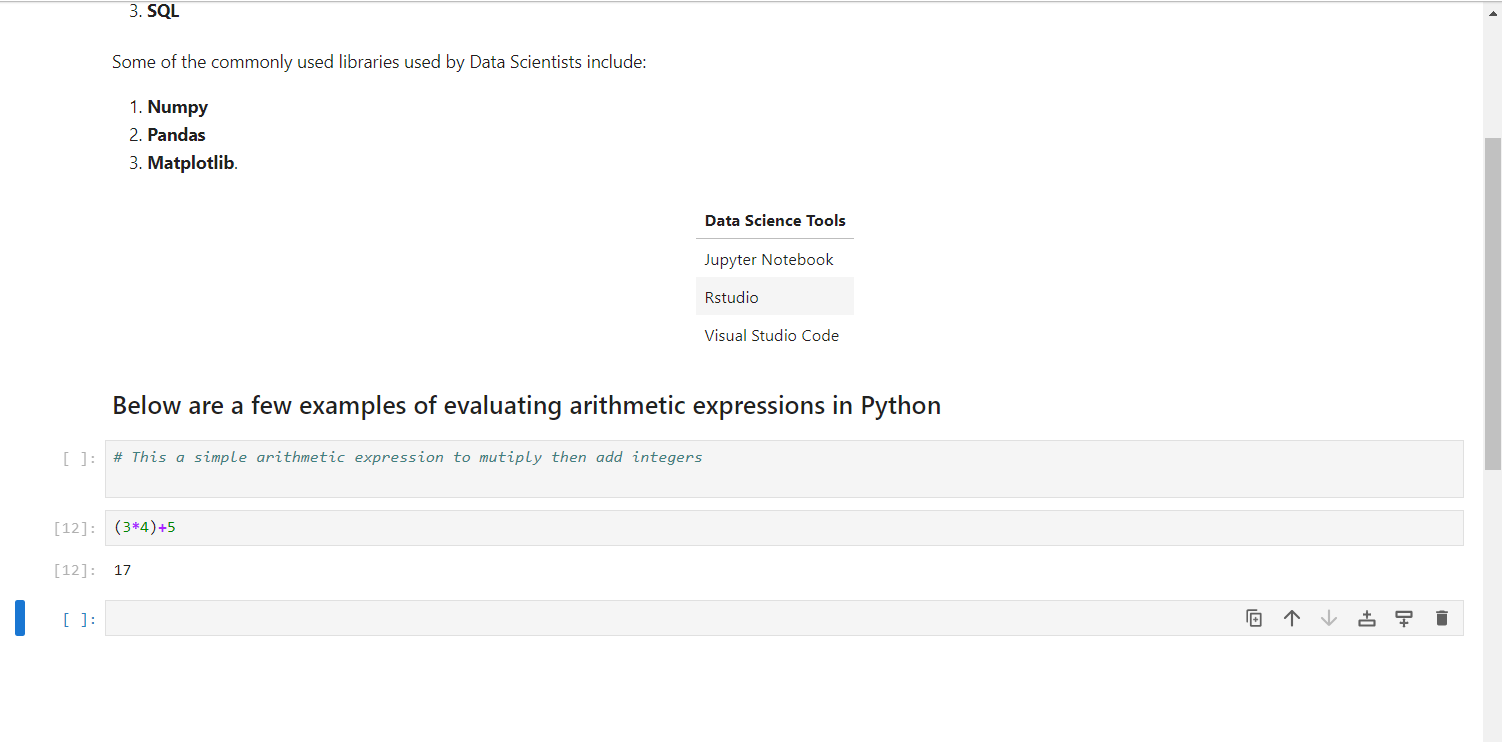 3. SQL
Some of the commonly used libraries used by Data Scientists include:
1. Numpy
2. Pandas
3. Matplotlib.
Data Science Tools
Jupyter Notebook
Rstudio
Visual Studio Code
Below are a few examples of evaluating arithmetic expressions in Python
[ ]: # This a simple arithmetic expression to mutiply then add integers
[12]: (3*4)+5
[12]: 17
[ ]: